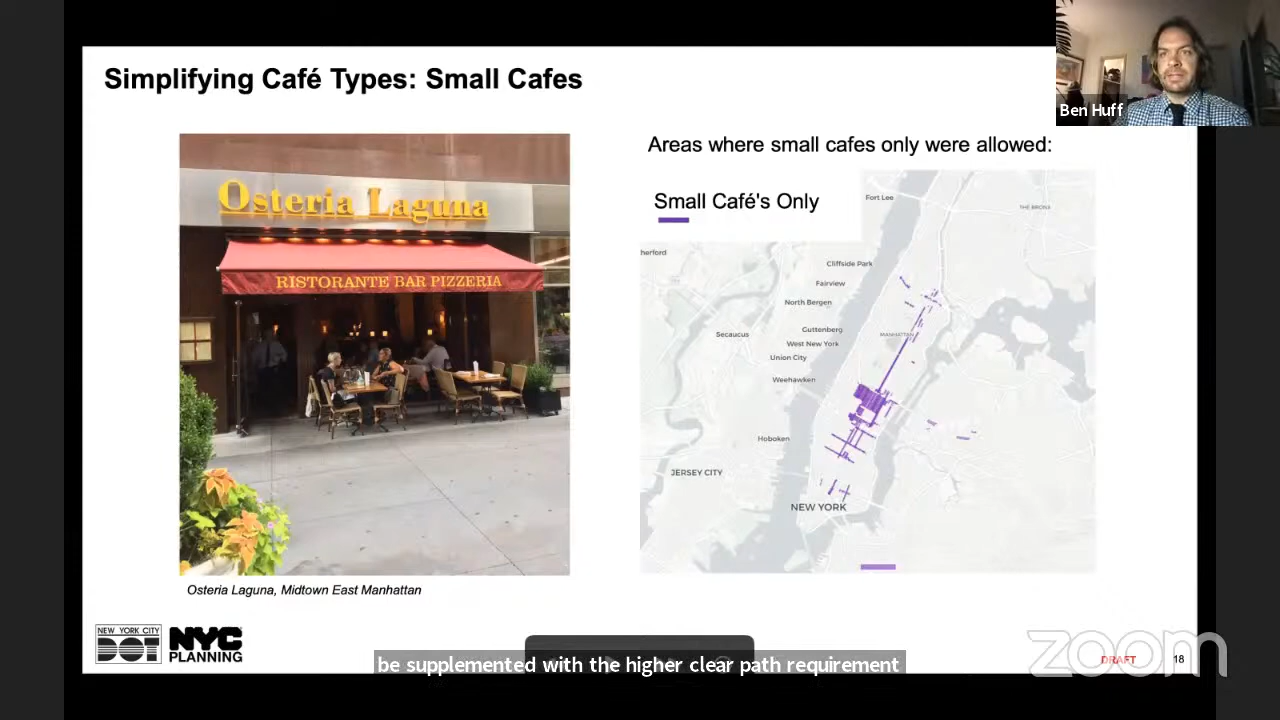 Simplifying Café Types: Small Cafes
Ben Huff
Osteria Laguna
RISTORANTE BAR PIZZERIA
Osteria Laguna, Midtown East Manhattan
Areas where small cafes only were allowed:
Small Café's Only
Fort Lee
THE BRONX
herford
Cliffside Park
Fairview
North Bergen
Secaucus
Guttenberg
MANHATTAN
West New York
Union City
Weehawken
Hoboken
JERSEY CITY
NEW YORK
NEW YORK CITY
DOT
NYC
PLANNING
be supplemented with the higher clear path requirement
zoom
DRAFT
18